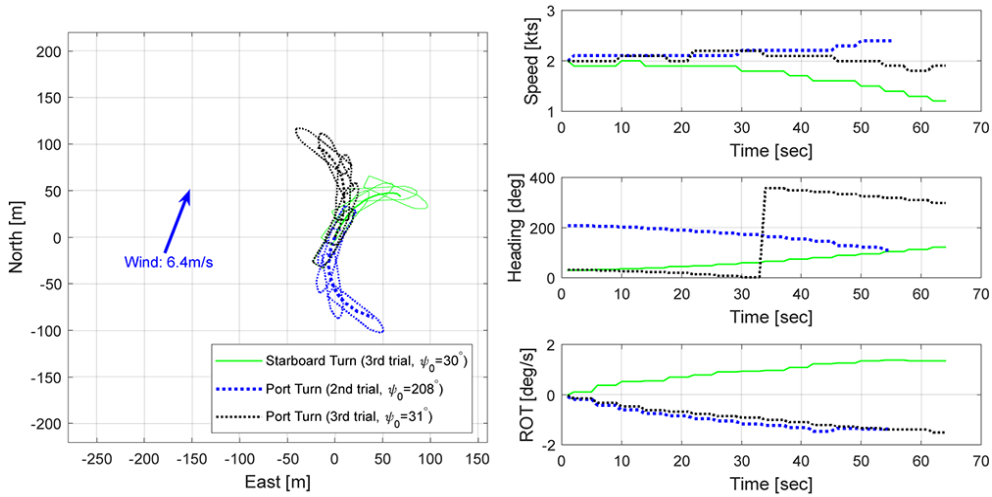 200
150
100
50
0
-50
-100
-150
-200
North [m]
Wind: 6.4m/s
Starboard Turn (3rd trial, ψ0=30°)
Port Turn (2nd trial, ψ0=208°)
Port Turn (3rd trial, ψ0=31°)
-250 -200 -150 -100 -50 0 50 100 150
East [m]
3
2
1
Speed [kts]
0 10 20 30 40 50 60 70
Time [sec]
400
200
0
Heading [deg]
0 10 20 30 40 50 60 70
Time [sec]
2
0
-2
ROT [deg/s]
0 10 20 30 40 50 60 70
Time [sec]